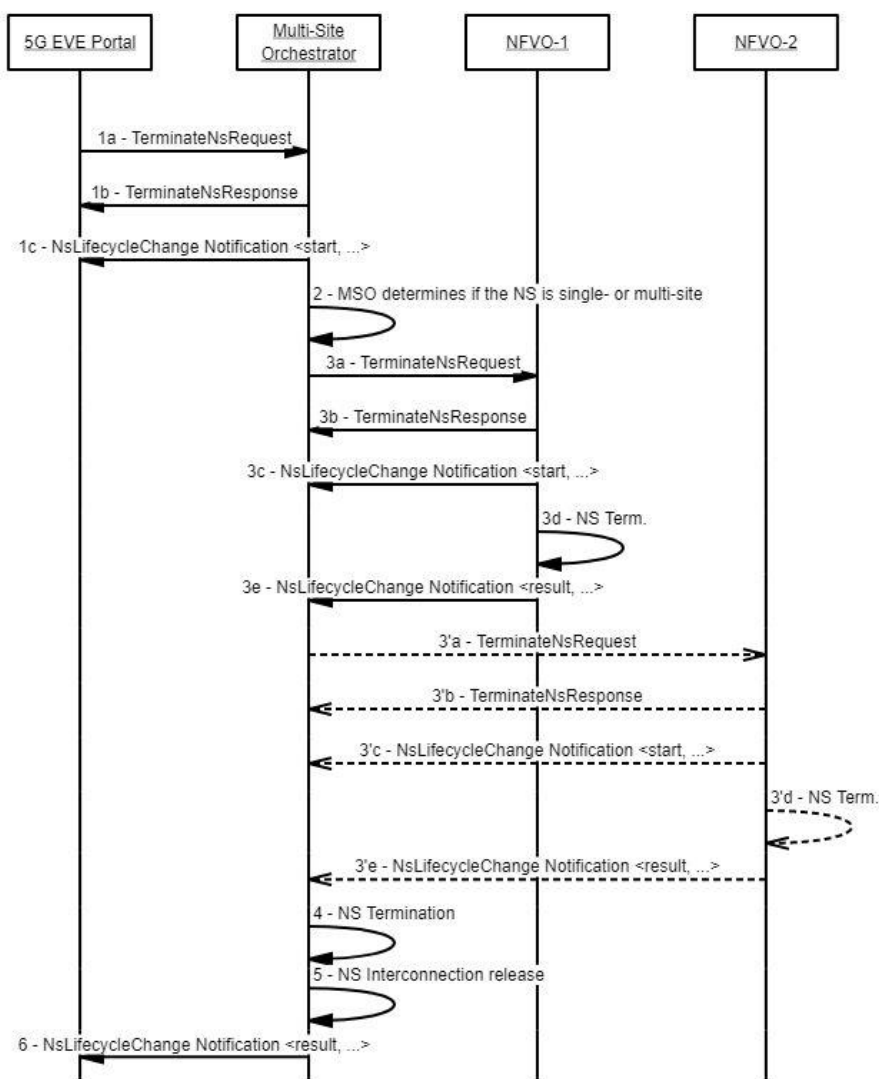 5G EVE Portal
Multi-Site
Orchestrator
NFVO-1
NFVO-2
1a - TerminateNsRequest
1b - TerminateNsResponse
1c - NsLifecycleChange Notification <start, ...>
2 - MSO determines if the NS is single- or multi-site
3a - TerminateNsRequest
3b - TerminateNsResponse
3c - NsLifecycleChange Notification <start, ...>
3d - NS Term.
3e - NsLifecycleChange Notification <result, ...>
3'a - TerminateNsRequest
3'b - TerminateNsResponse
3'c - NsLifecycleChange Notification <start, ...>
3'd - NS Term.
3'e - NsLifecycleChange Notification <result, ...>
4 - NS Termination
5 - NS Interconnection release
6 - NsLifecycleChange Notification <result, ...>